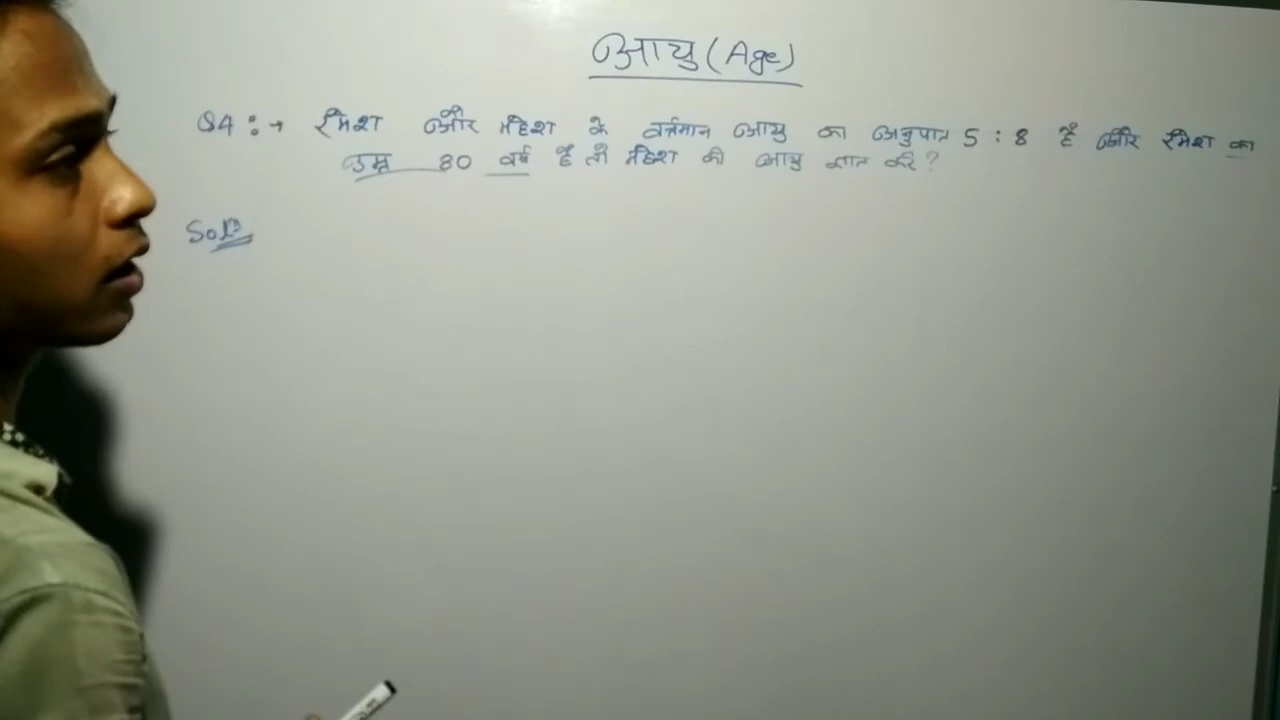 आयु (Age)
Q4 :→ रमेश और महेश के वर्तमान आयु का अनुपात 5 : 8 है और रमेश का
उम्र 30 वर्ष है तो महेश की आयु ज्ञात करें ?
Solⁿ